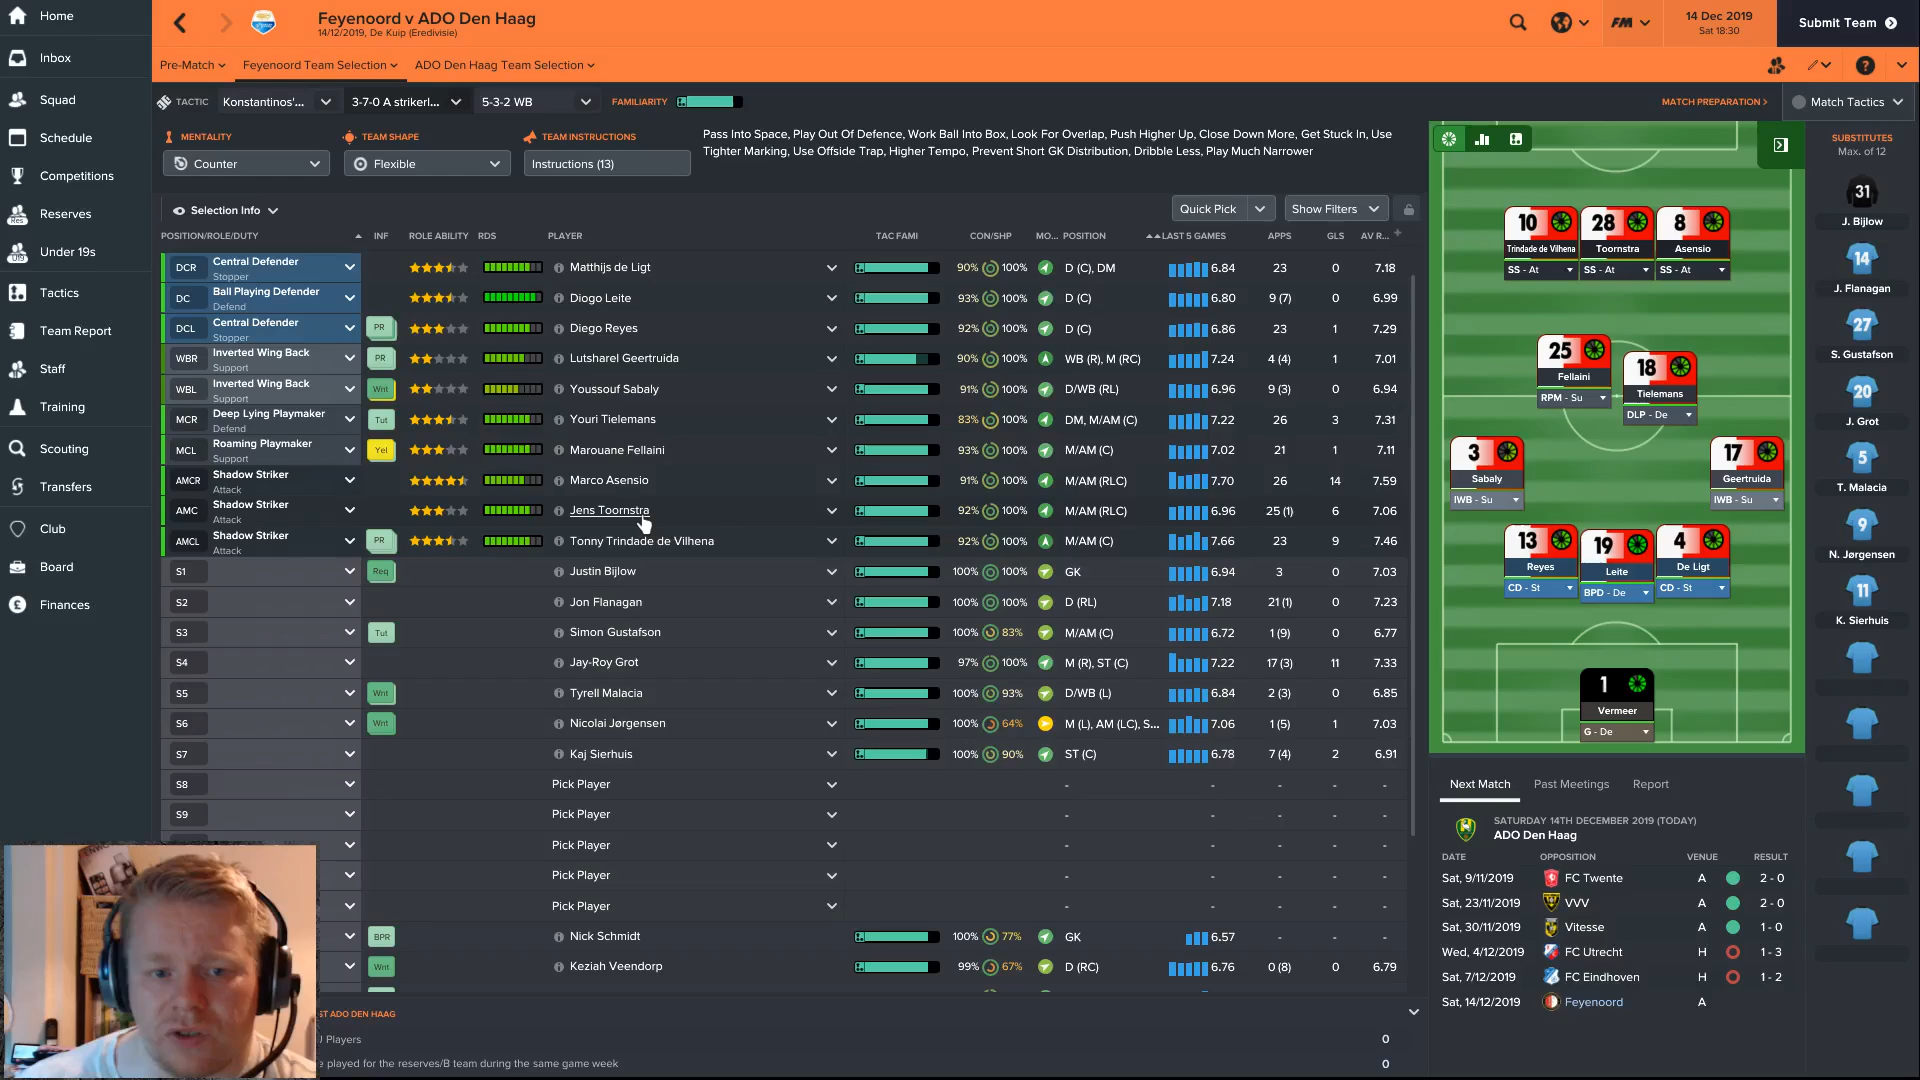 Home
Inbox
Squad
Schedule
Competitions
Reserves
Under 19s
Tactics
Team Report
Staff
Training
Scouting
Transfers
Club
Board
Finances
Feyenoord v ADO Den Haag
14/12/2019, De Kuip (Eredivisie)
FM
14 Dec 2019
Sat 18:30
Submit Team
Pre-Match
Feyenoord Team Selection
ADO Den Haag Team Selection
TACTIC
Konstantinos'...
3-7-0 A strikerl...
5-3-2 WB
FAMILIARITY
MATCH PREPARATION >
Match Tactics
MENTALITY
Counter
TEAM SHAPE
Flexible
TEAM INSTRUCTIONS
Instructions (13)
Pass Into Space, Play Out Of Defence, Work Ball Into Box, Look For Overlap, Push Higher Up, Close Down More, Get Stuck In, Use
Tighter Marking, Use Offside Trap, Higher Tempo, Prevent Short GK Distribution, Dribble Less, Play Much Narrower
Selection Info
Quick Pick
Show Filters
POSITION/ROLE/DUTY INF ROLE ABILITY RDS PLAYER TAC FAMI CON/SHP MO... POSITION LAST 5 GAMES APPS GLS AV R...
DCR Central Defender Stopper Matthijs de Ligt 90% 100% D (C), DM 6.84 23 0 7.18
DC Ball Playing Defender Defend Diogo Leite 93% 100% D (C) 6.80 9 (7) 0 6.99
DCL Central Defender Stopper PR Diego Reyes 92% 100% D (C) 6.86 23 1 7.29
WBR Inverted Wing Back Support PR Lutsharel Geertruida 90% 100% WB (R), M (RC) 7.24 4 (4) 1 7.01
WBL Inverted Wing Back Support Wnt Youssouf Sabaly 91% 100% D/WB (RL) 6.96 9 (3) 0 6.94
MCR Deep Lying Playmaker Defend Tut Youri Tielemans 83% 100% DM, M/AM (C) 7.22 26 3 7.31
MCL Roaming Playmaker Support Yel Marouane Fellaini 93% 100% M/AM (C) 7.02 21 1 7.11
AMCR Shadow Striker Attack Marco Asensio 91% 100% M/AM (RLC) 7.70 26 14 7.59
AMC Shadow Striker Attack Jens Toornstra 92% 100% M/AM (RLC) 6.96 25 (1) 6 7.06
AMCL Shadow Striker Attack PR Tonny Trindade de Vilhena 92% 100% M/AM (C) 7.66 23 9 7.46
S1 Req Justin Bijlow 100% 100% GK 6.94 3 0 7.03
S2 Jon Flanagan 100% 100% D (RL) 7.18 21 (1) 0 7.23
S3 Tut Simon Gustafson 100% 83% M/AM (C) 6.72 1 (9) 0 6.77
S4 Jay-Roy Grot 97% 100% M (R), ST (C) 7.22 17 (3) 11 7.33
S5 Wnt Tyrell Malacia 100% 93% D/WB (L) 6.84 2 (3) 0 6.85
S6 Wnt Nicolai Jørgensen 100% 64% M (L), AM (LC), S... 7.06 1 (5) 1 7.03
S7 Kaj Sierhuis 100% 90% ST (C) 6.78 7 (4) 2 6.91
S8 Pick Player - - - - -
S9 Pick Player - - - - -
Pick Player - - - - -
Pick Player - - - - -
Pick Player - - - - -
BPR Nick Schmidt 100% 77% GK 6.57 - - -
Wnt Keziah Veendorp 99% 67% D (RC) 6.76 0 (8) 0 6.79
ST ADO DEN HAAG
Players 0
played for the reserves/B team during the same game week 0
10 28 8
Trindade de Vilhena Toornstra Asensio
SS - At SS - At SS - At
25
Fellaini
RPM - Su
18
Tielemans
DLP - De
3 17
Sabaly Geertruida
IWB - Su IWB - Su
13 19 4
Reyes Leite De Ligt
CD - St BPD - De CD - St
1
Vermeer
G - De
Next Match Past Meetings Report
SATURDAY 14TH DECEMBER 2019 (TODAY)
ADO Den Haag
DATE OPPOSITION VENUE RESULT
Sat, 9/11/2019 FC Twente A 2 - 0
Sat, 23/11/2019 VVV A 2 - 0
Sat, 30/11/2019 Vitesse A 1 - 0
Wed, 4/12/2019 FC Utrecht H 1 - 3
Sat, 7/12/2019 FC Eindhoven H 1 - 2
Sat, 14/12/2019 Feyenoord A
SUBSTITUTES
Max. of 12
31
J. Bijlow
14
J. Flanagan
27
S. Gustafson
20
J. Grot
5
T. Malacia
9
N. Jørgensen
11
K. Sierhuis